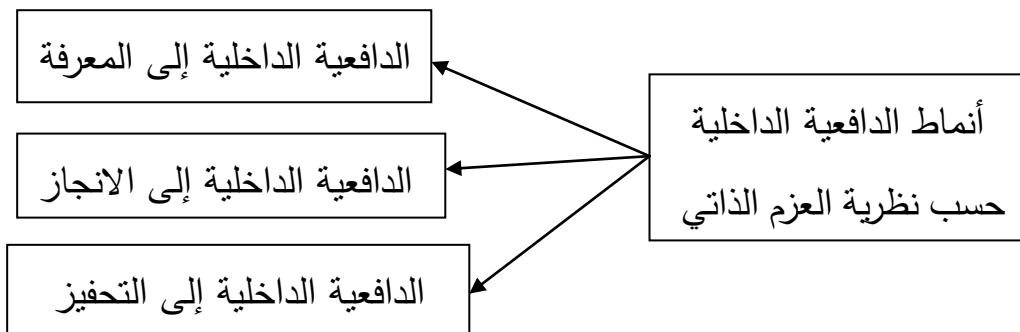 أنماط الدافعية الداخلية
حسب نظرية العزم الذاتي
الدافعية الداخلية إلى المعرفة
الدافعية الداخلية إلى الانجاز
الدافعية الداخلية إلى التحفيز